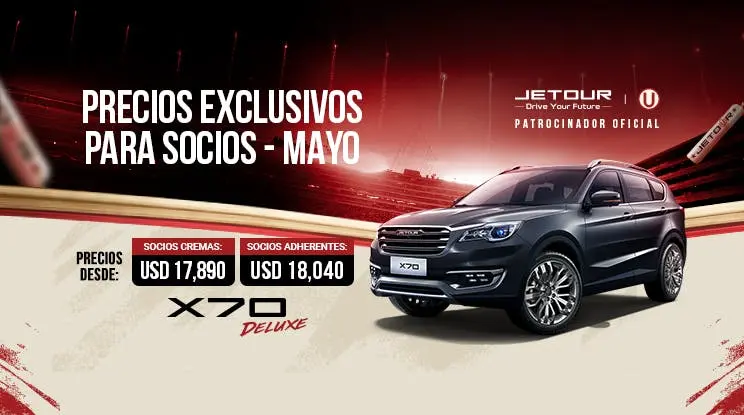 PRECIOS EXCLUSIVOS
PARA SOCIOS - MAYO
JETOUR
Drive Your Future
U
PATROCINADOR OFICIAL
JETOUR
PRECIOS
DESDE:
SOCIOS CREMAS:
USD 17,890
SOCIOS ADHERENTES:
USD 18,040
X70
DELUXE
JETOUR
X70